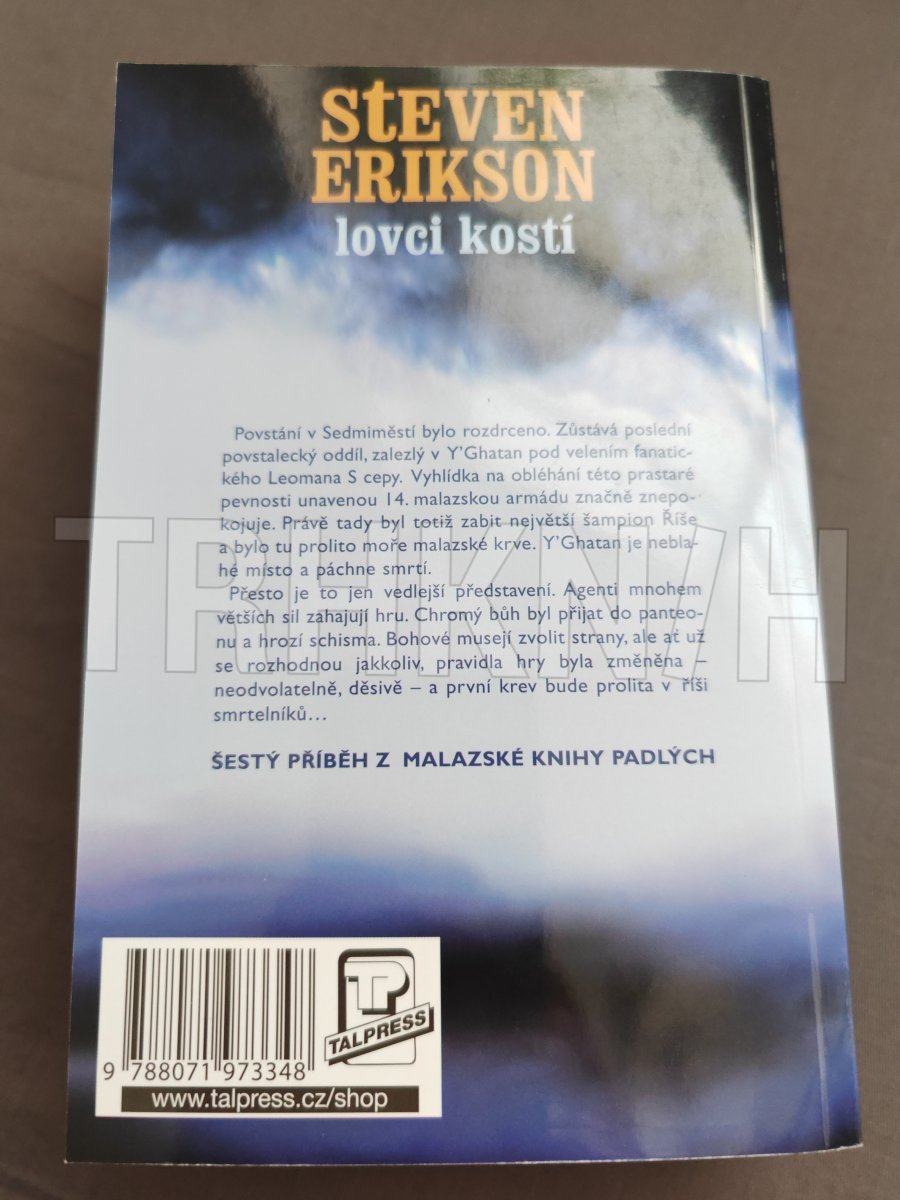 STEVEN
ERIKSON
lovci kostí
Povstání v Sedmiměstí bylo rozdrceno. Zůstává poslední
povstalecký oddíl, zalezlý v Y'Ghatan pod velením fanatic-
kého Leomana S cepy. Vyhlídka na obléhání této prastaré
pevnosti unavenou 14. malazskou armádu značně znepo-
kojuje. Právě tady byl totiž zabit největší šampion Říše
a bylo tu prolito moře malazské krve. Y'Ghatan je nebla-
hé místo a páchne smrtí.
Přesto je to jen vedlejší představení. Agenti mnohem
větších sil zahajují hru. Chromý bůh byl přijat do panteo-
nu a hrozí schisma. Bohové musejí zvolit strany, ale ať už
se rozhodnou jakkoliv, pravidla hry byla změněna –
neodvolatelně, děsivě – a první krev bude prolita v říši
smrtelníků...
ŠESTÝ PŘÍBĚH Z MALAZSKÉ KNIHY PADLÝCH
TRHKNIH
TP
TALPRESS
9 788071 973348
www.talpress.cz/shop